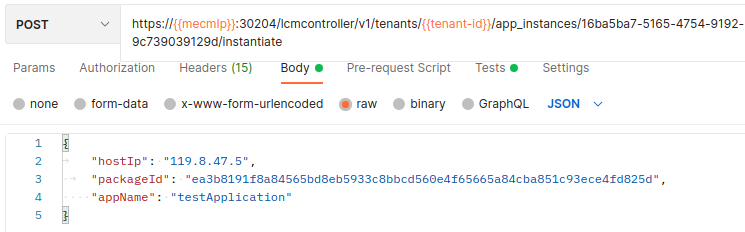 POST
https://{{mecmIp}}:30204/lcmcontroller/v1/tenants/{{tenant-id}}/app_instances/16ba5ba7-5165-4754-9192-
9c739039129d/instantiate
Params Authorization Headers (15) Body Pre-request Script Tests Settings
none form-data x-www-form-urlencoded raw binary GraphQL JSON
1 {
2 "hostIp": "119.8.47.5",
3 "packageId": "ea3b8191f8a84565bd8eb5933c8bbcd560e4f65665a84cba851c93ece4fd825d",
4 "appName": "testApplication"
5 }